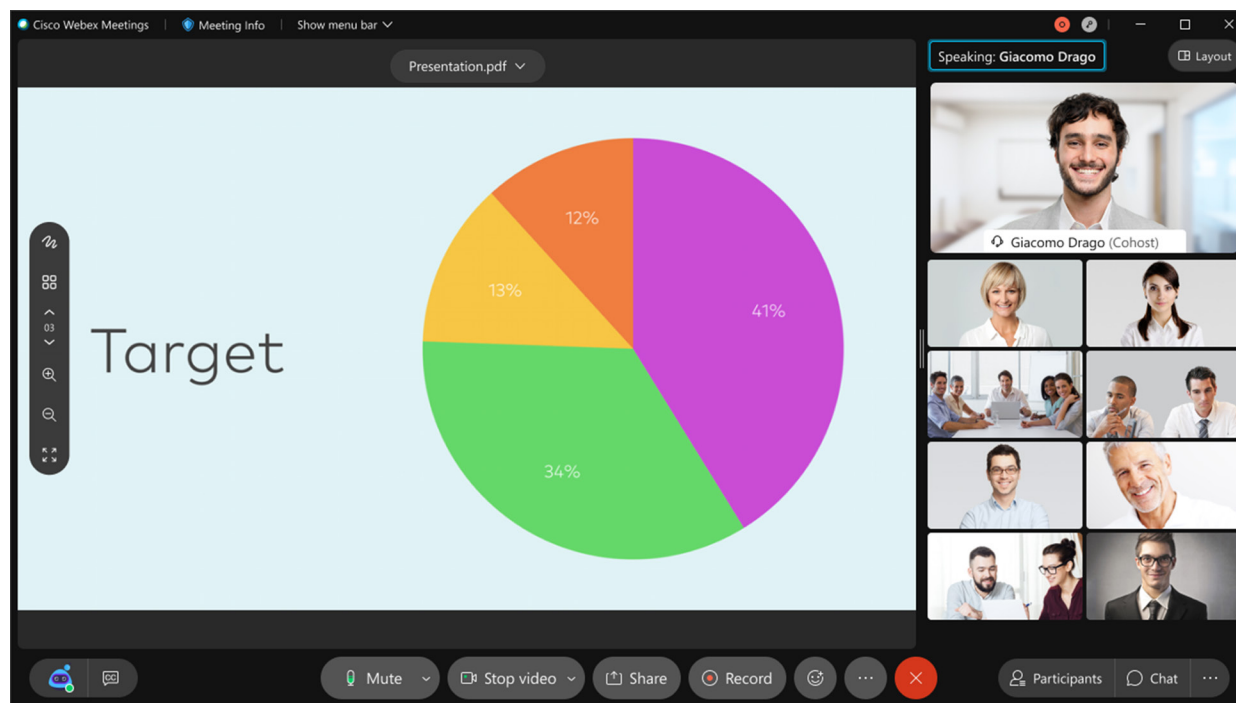 Cisco Webex Meetings
Meeting Info
Show menu bar
Presentation.pdf
Speaking: Giacomo Drago
Layout
Giacomo Drago (Cohost)
12%
13%
41%
03
Target
34%
CC
Mute
Stop video
Share
Record
Participants
Chat